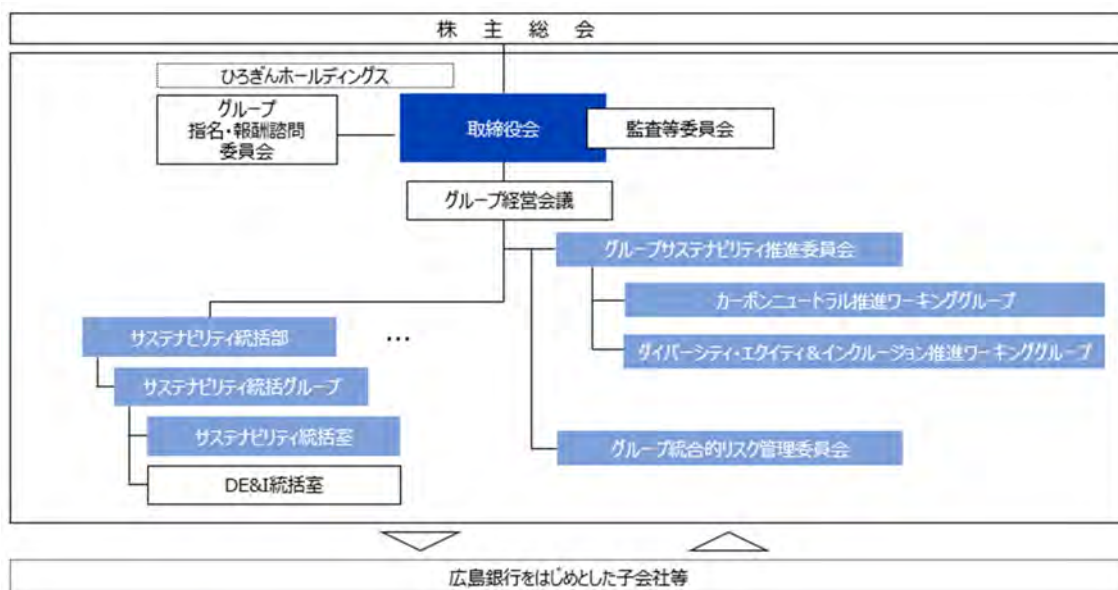 株主総会
ひろぎんホールディングス
グループ
指名・報酬諮問
委員会
取締役会
監査等委員会
グループ経営会議
グループサステナビリティ推進委員会
カーボンニュートラル推進ワーキンググループ
サステナビリティ統括部
…
ダイバーシティ・エクイティ&インクルージョン推進ワーキンググループ
サステナビリティ統括グループ
サステナビリティ統括室
グループ統合的リスク管理委員会
DE&I統括室
広島銀行をはじめとした子会社等